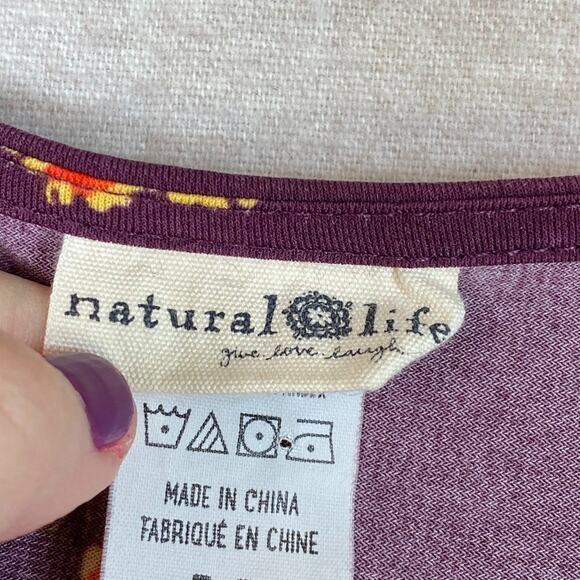 natural life
give love laugh
MADE IN CHINA
FABRIQUÉ EN CHINE